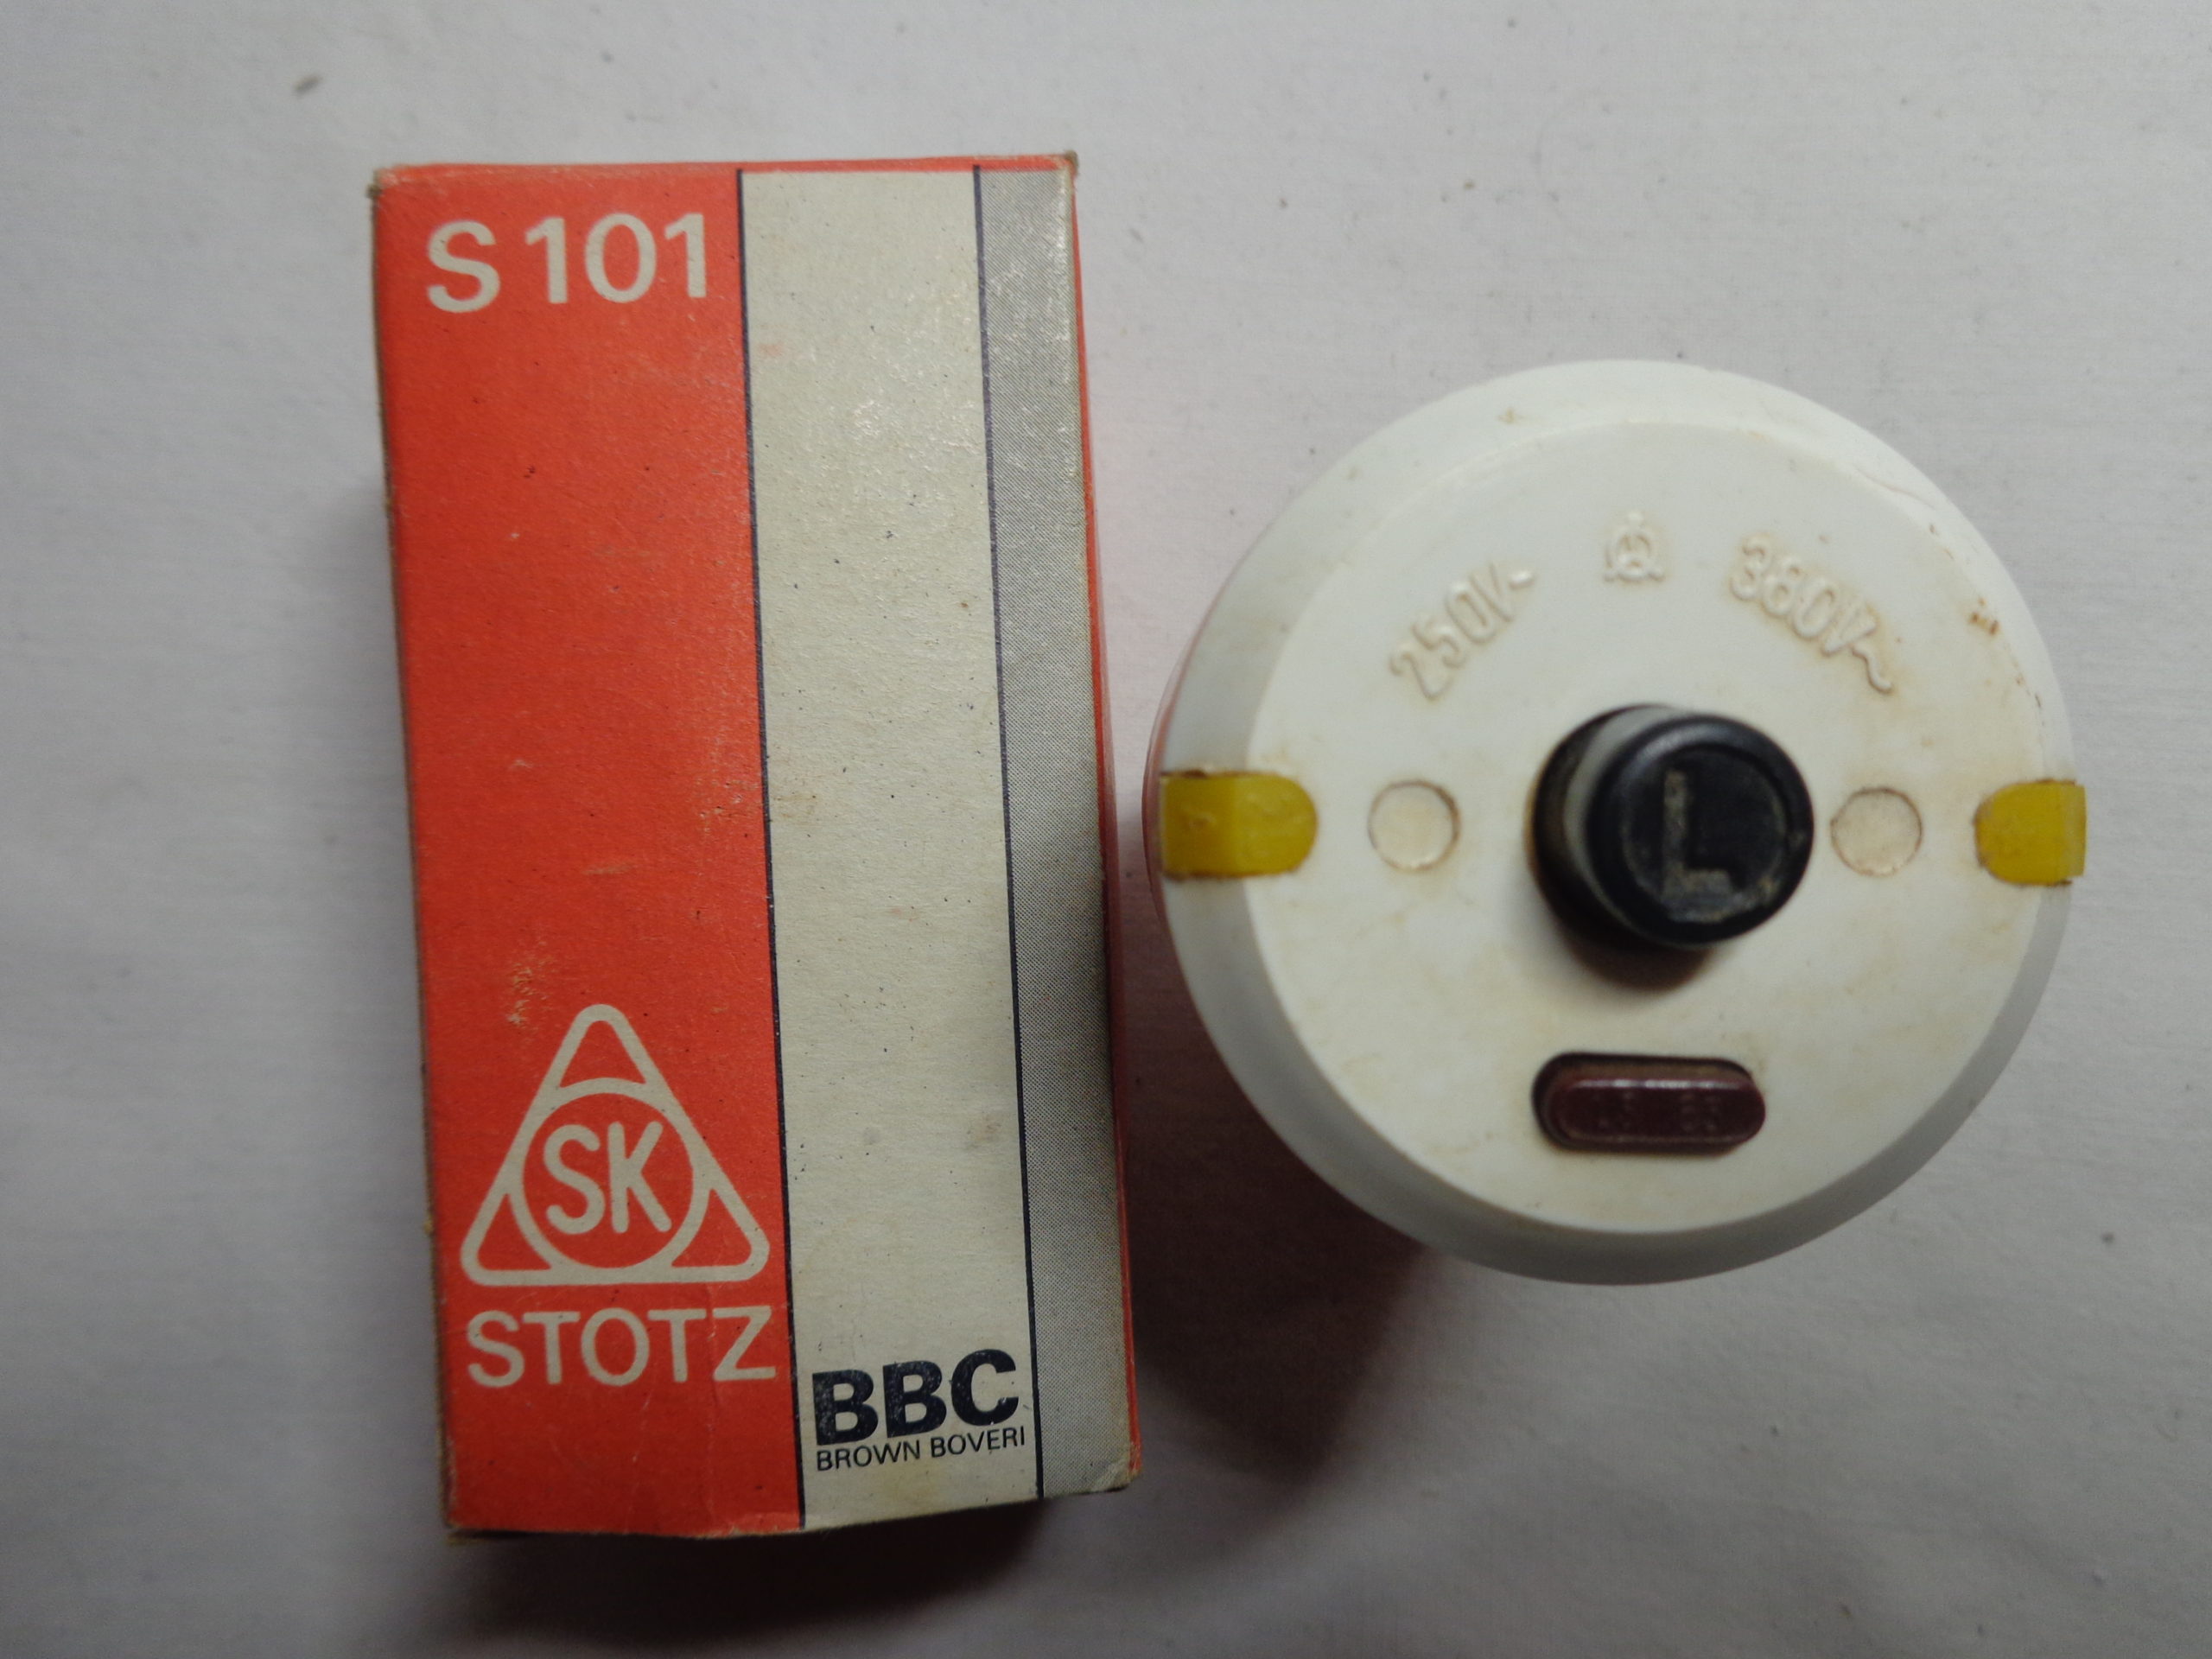 S 101
SK
STOTZ
BBC
BROWN BOVERI
250V-
380V~
L